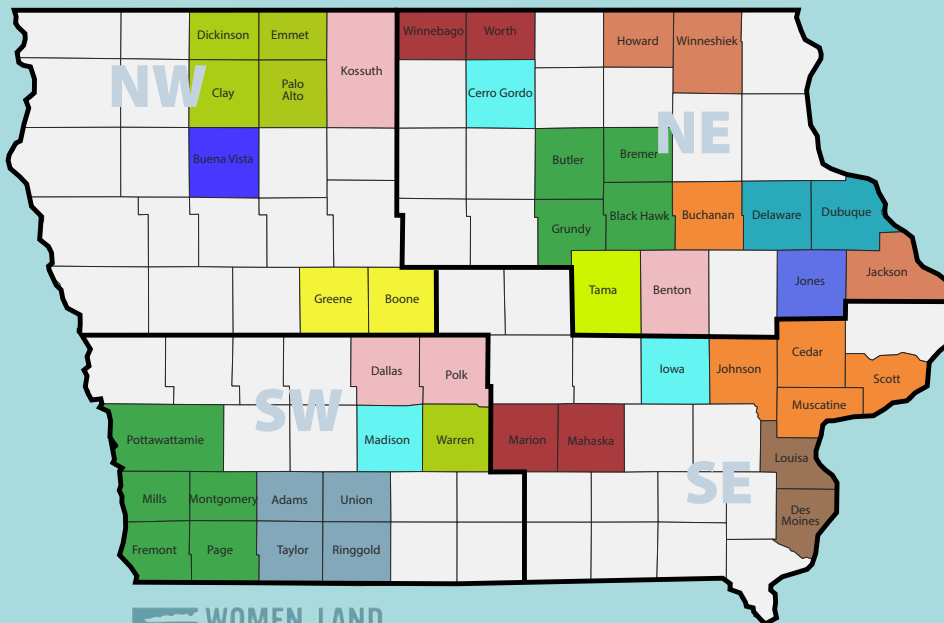 Dickinson
Emmet
Kossuth
Winnebago
Worth
Howard
Winneshiek
NW
Clay
Palo
Alto
Cerro Gordo
NE
Buena Vista
Butler
Bremer
Grundy
Black Hawk
Buchanan
Delaware
Dubuque
Greene
Boone
Tama
Benton
Jones
Jackson
Dallas
Polk
Iowa
Johnson
Cedar
Scott
Muscatine
SW
Pottawattamie
Madison
Warren
Marion
Mahaska
Louisa
SE
Mills
Montgomery
Adams
Union
Des
Moines
Fremont
Page
Taylor
Ringgold
WOMEN LAND